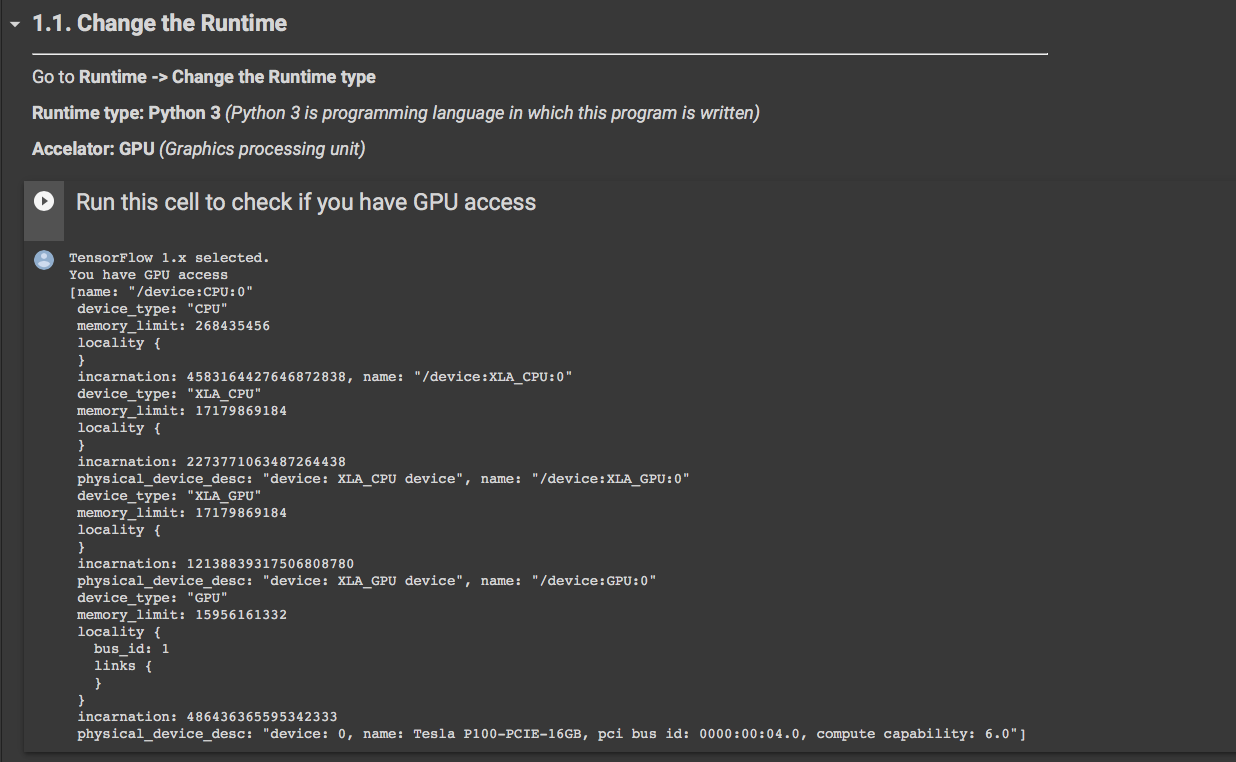 1.1. Change the Runtime
Go to Runtime -> Change the Runtime type
Runtime type: Python 3 (Python 3 is programming language in which this program is written)
Accelator: GPU (Graphics processing unit)
Run this cell to check if you have GPU access
TensorFlow 1.x selected.
You have GPU access
[name: "/device:CPU:0"
device_type: "CPU"
memory_limit: 268435456
locality {
}
incarnation: 4583164427646872838, name: "/device:XLA_CPU:0"
device_type: "XLA_CPU"
memory_limit: 17179869184
locality {
}
incarnation: 2273771063487264438
physical_device_desc: "device: XLA_CPU device", name: "/device:XLA_GPU:0"
device_type: "XLA_GPU"
memory_limit: 17179869184
locality {
}
incarnation: 12138839317506808780
physical_device_desc: "device: XLA_GPU device", name: "/device:GPU:0"
device_type: "GPU"
memory_limit: 15956161332
locality {
bus_id: 1
links {
}
}
incarnation: 486436365595342333
physical_device_desc: "device: 0, name: Tesla P100-PCIE-16GB, pci bus id: 0000:00:04.0, compute capability: 6.0"]